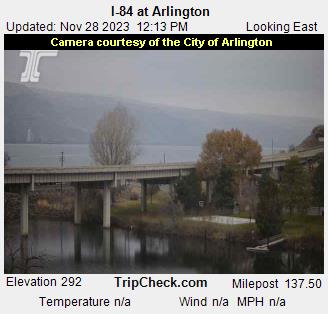 I-84 at Arlington
Updated: Nov 28 2023 12:13 PM Looking East
Camera courtesy of the City of Arlington
Elevation 292 TripCheck.com Milepost 137.50
Temperature n/a Wind n/a MPH n/a